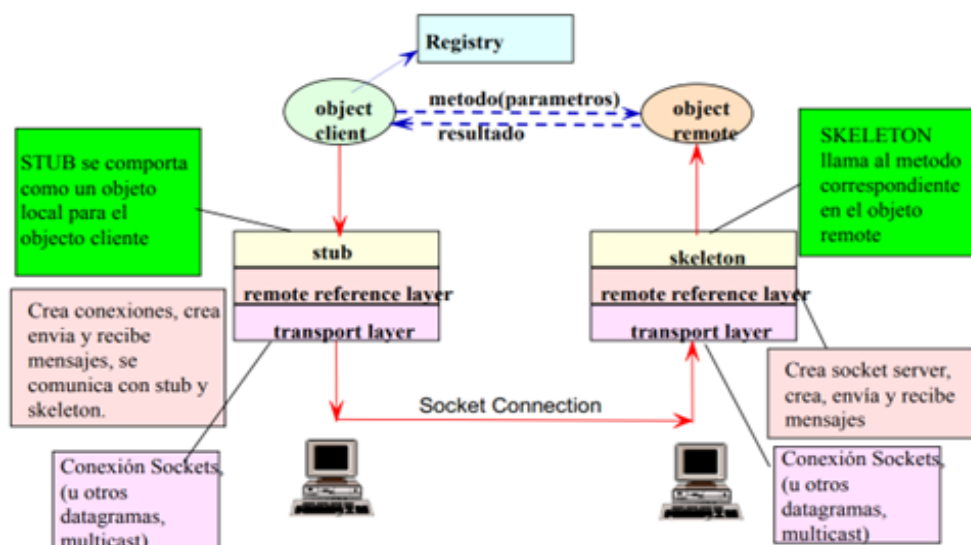 Registry
object
client
metodo(parametros)
resultado
object
remote
STUB se comporta
como un objeto
local para el
objecto cliente
SKELETON
llama al metodo
correspondiente
en el objeto
remote
stub
remote reference layer
transport layer
skeleton
remote reference layer
transport layer
Crea conexiones, crea
envia y recibe
mensajes, se
comunica con stub y
skeleton.
Crea socket server,
crea, envía y recibe
mensajes
Socket Connection
Conexión Sockets,
(u otros
datagramas,
multicast)
Conexión Sockets,
(u otros
datagramas,
multicast)